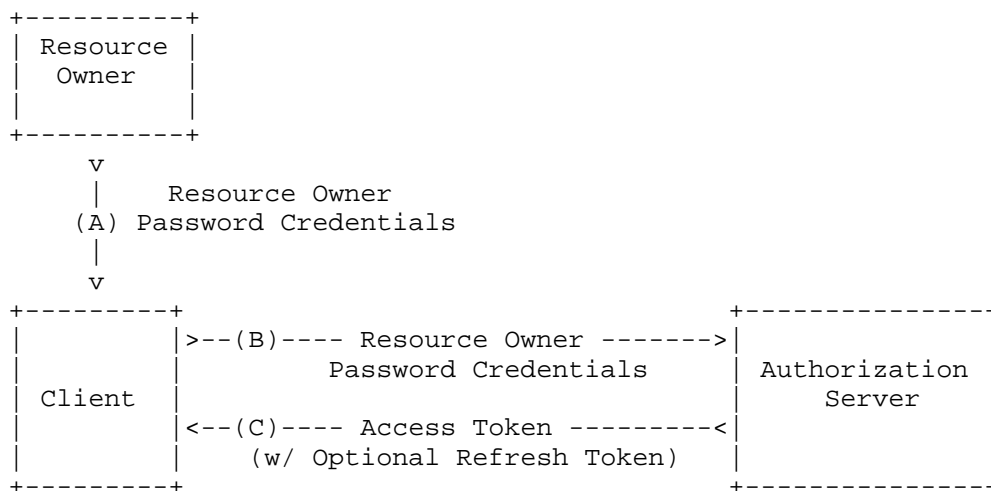 Resource
Owner
v
Resource Owner
(A) Password Credentials
v
>--(B)---- Resource Owner ------->
Password Credentials
Authorization
Client
Server
<--(C)---- Access Token ---------<
(w/ Optional Refresh Token)